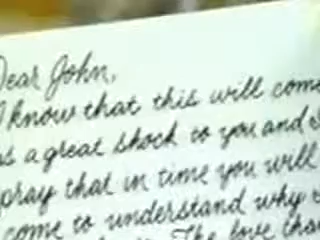 Dear John,
I know that this will come
as a great shock to you and I
pray that in time you will
come to understand why I
The love that